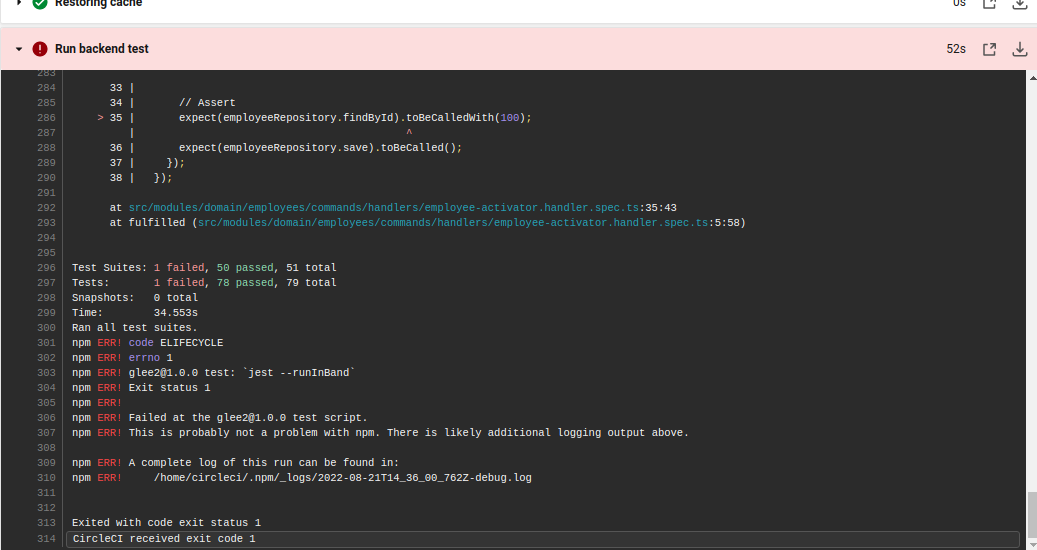 Restoring cache 0s
Run backend test 52s
283
284 33 |
285 34 | // Assert
286 > 35 | expect(employeeRepository.findById).toBeCalledWith(100);
287 | ^
288 36 | expect(employeeRepository.save).toBeCalled();
289 37 | });
290 38 | });
291
292 at src/modules/domain/employees/commands/handlers/employee-activator.handler.spec.ts:35:43
293 at fulfilled (src/modules/domain/employees/commands/handlers/employee-activator.handler.spec.ts:5:58)
294
295
296 Test Suites: 1 failed, 50 passed, 51 total
297 Tests: 1 failed, 78 passed, 79 total
298 Snapshots: 0 total
299 Time: 34.553s
300 Ran all test suites.
301 npm ERR! code ELIFECYCLE
302 npm ERR! errno 1
303 npm ERR! glee2@1.0.0 test: `jest --runInBand`
304 npm ERR! Exit status 1
305 npm ERR!
306 npm ERR! Failed at the glee2@1.0.0 test script.
307 npm ERR! This is probably not a problem with npm. There is likely additional logging output above.
308
309 npm ERR! A complete log of this run can be found in:
310 npm ERR! /home/circleci/.npm/_logs/2022-08-21T14_36_00_762Z-debug.log
311
312
313 Exited with code exit status 1
314 CircleCI received exit code 1